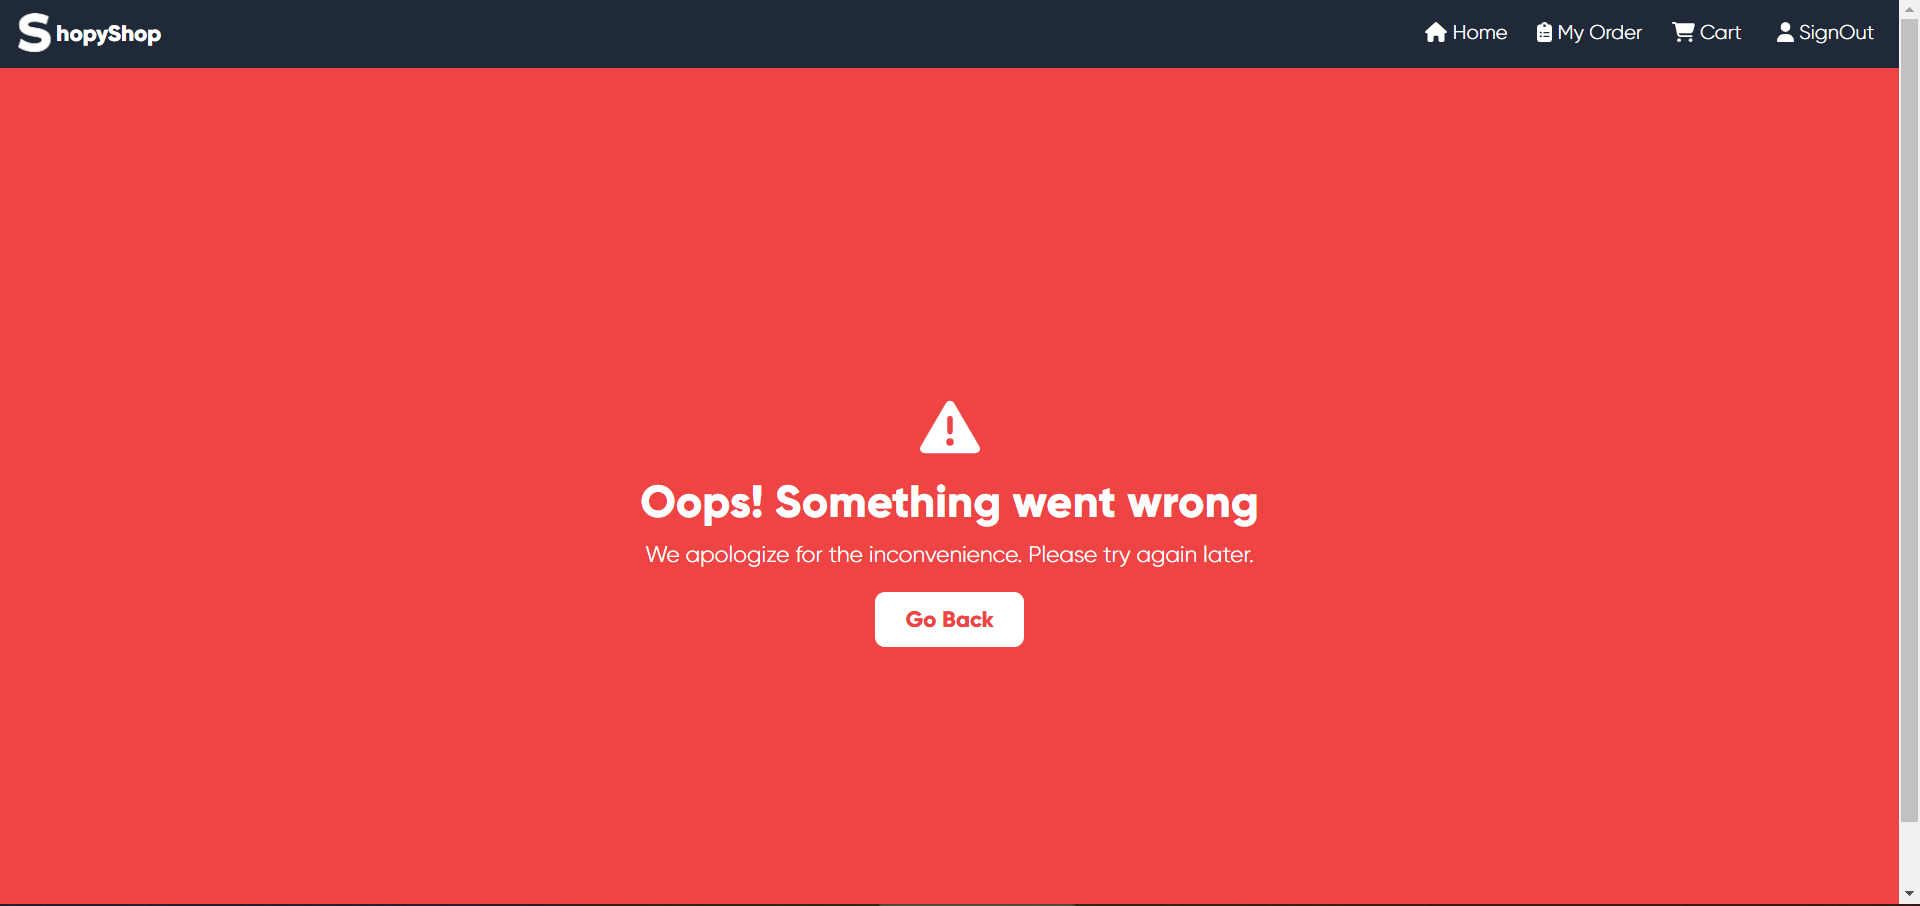 ShopyShop
Home My Order Cart SignOut
Oops! Something went wrong
We apologize for the inconvenience. Please try again later.
Go Back